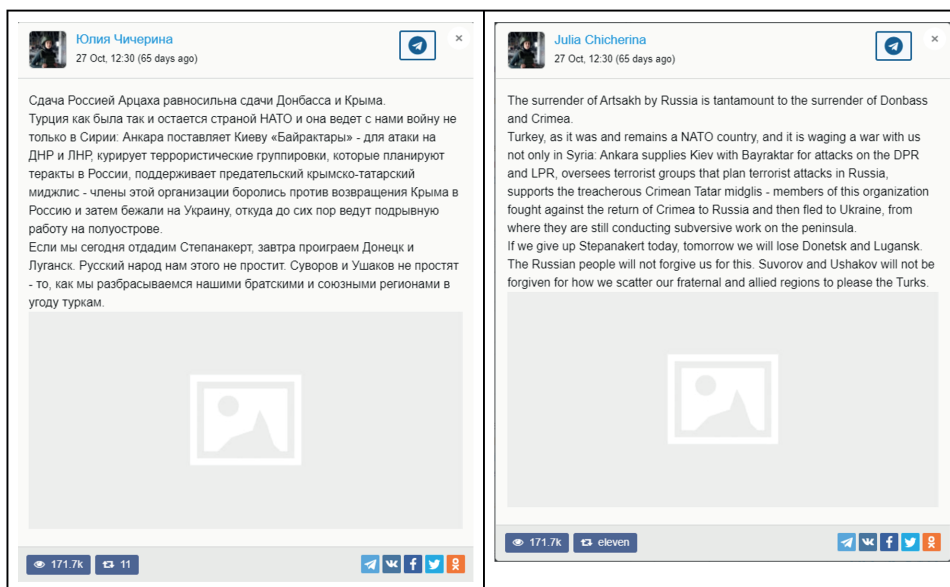 Юлия Чичерина
27 Oct, 12:30 (65 days ago)
Сдача Россией Арцаха равносильна сдачи Донбасса и Крыма.
Турция как была так и остается страной НАТО и она ведет с нами войну не
только в Сирии: Анкара поставляет Киеву «Байрактары» - для атаки на
ДНР и ЛНР, курирует террористические группировки, которые планируют
теракты в России, поддерживает предательский крымско-татарский
миджлис - члены этой организации боролись против возвращения Крыма в
Россию и затем бежали на Украину, откуда до сих пор ведут подрывную
работу на полуострове.
Если мы сегодня отдадим Степанакерт, завтра проиграем Донецк и
Луганск. Русский народ нам этого не простит. Суворов и Ушаков не простят
- то, как мы разбрасываемся нашими братскими и союзными регионами в
угоду туркам.
171.7k 11
Julia Chicherina
27 Oct, 12:30 (65 days ago)
The surrender of Artsakh by Russia is tantamount to the surrender of Donbass
and Crimea.
Turkey, as it was and remains a NATO country, and it is waging a war with us
not only in Syria: Ankara supplies Kiev with Bayraktar for attacks on the DPR
and LPR, oversees terrorist groups that plan terrorist attacks in Russia,
supports the treacherous Crimean Tatar midglis - members of this organization
fought against the return of Crimea to Russia and then fled to Ukraine, from
where they are still conducting subversive work on the peninsula.
If we give up Stepanakert today, tomorrow we will lose Donetsk and Lugansk.
The Russian people will not forgive us for this. Suvorov and Ushakov will not be
forgiven for how we scatter our fraternal and allied regions to please the Turks.
171.7k eleven